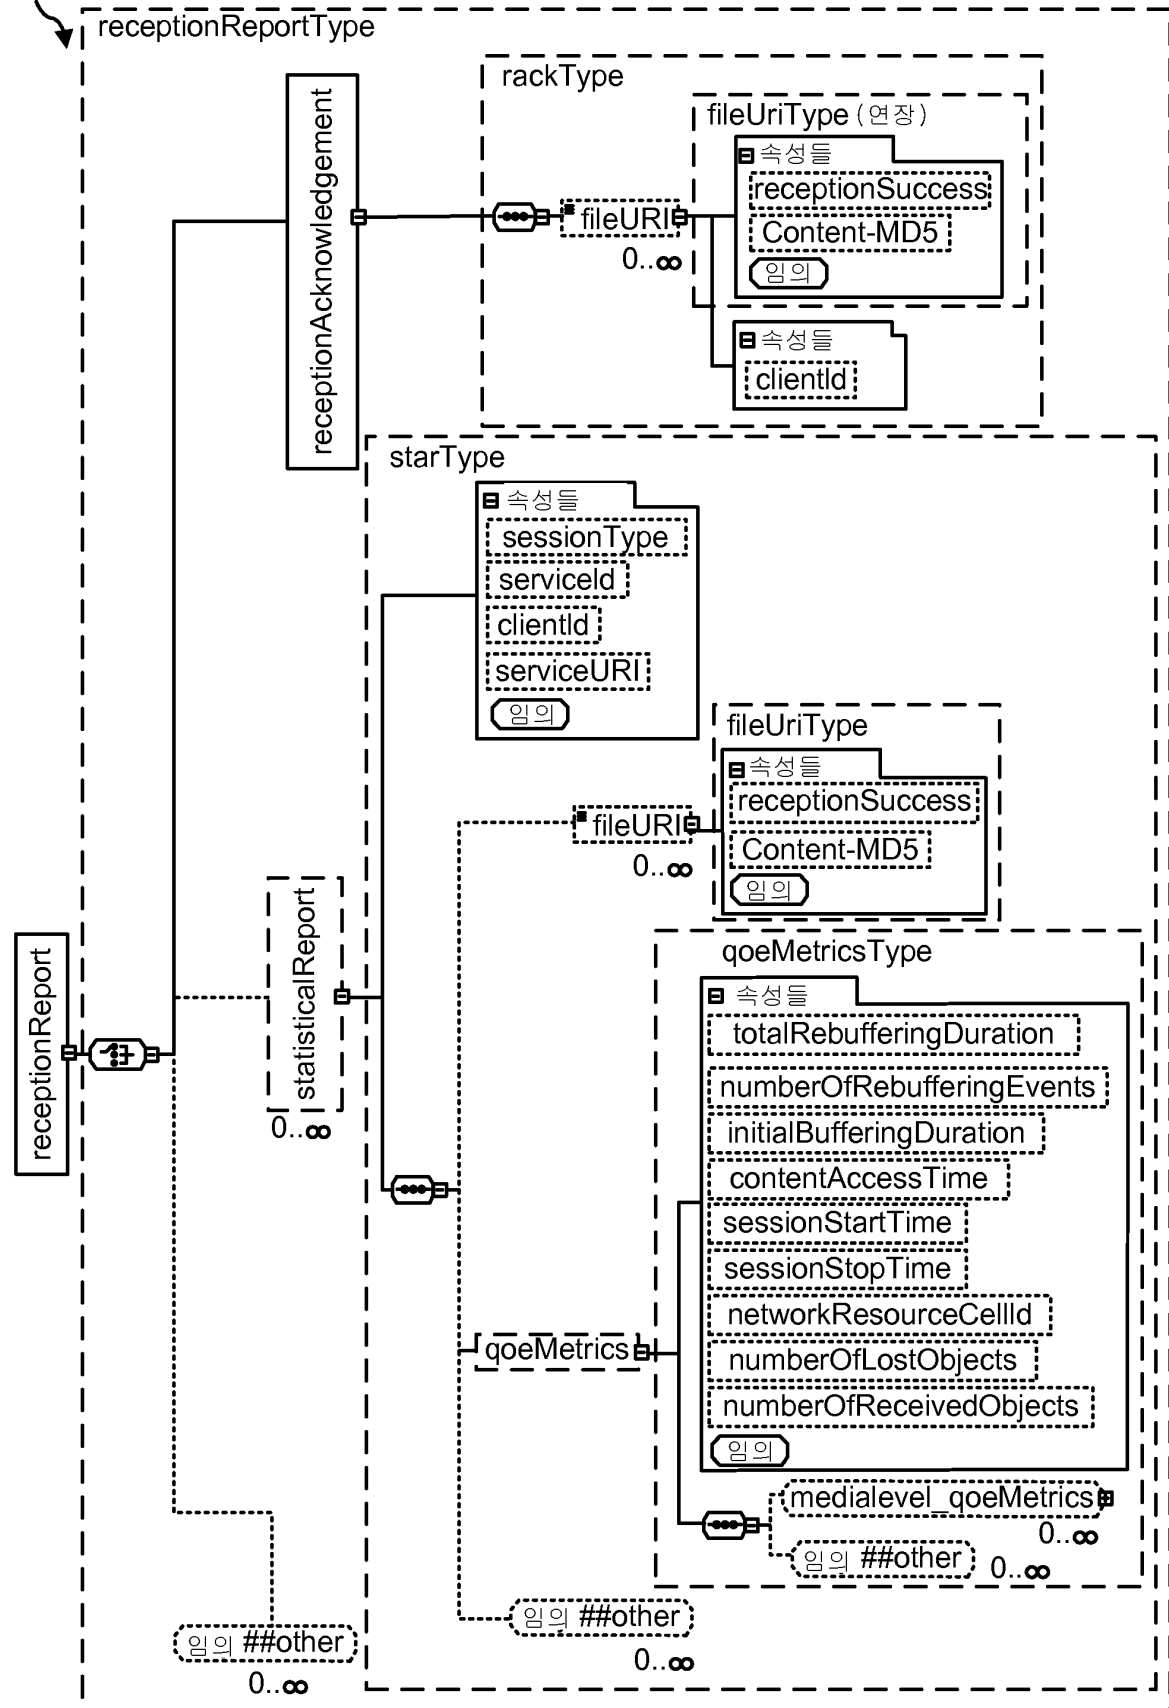 receptionReportType
rackType
fileUriType (연장)
속성들
receptionSuccess
Content-MD5
임의
receptionAcknowledgement
fileURI
0..∞
속성들
clientId
starType
속성들
sessionType
serviceId
clientId
serviceURI
임의
fileUriType
속성들
receptionSuccess
Content-MD5
임의
fileURI
0..∞
receptionReport
statisticalReport
0..∞
qoeMetricsType
속성들
totalRebufferingDuration
numberOfRebufferingEvents
initialBufferingDuration
contentAccessTime
sessionStartTime
sessionStopTime
networkResourceCellId
numberOfLostObjects
numberOfReceivedObjects
임의
qoeMetrics
medialevel_qoeMetrics
0..∞
임의 ##other
0..∞
임의 ##other
0..∞
임의 ##other
0..∞